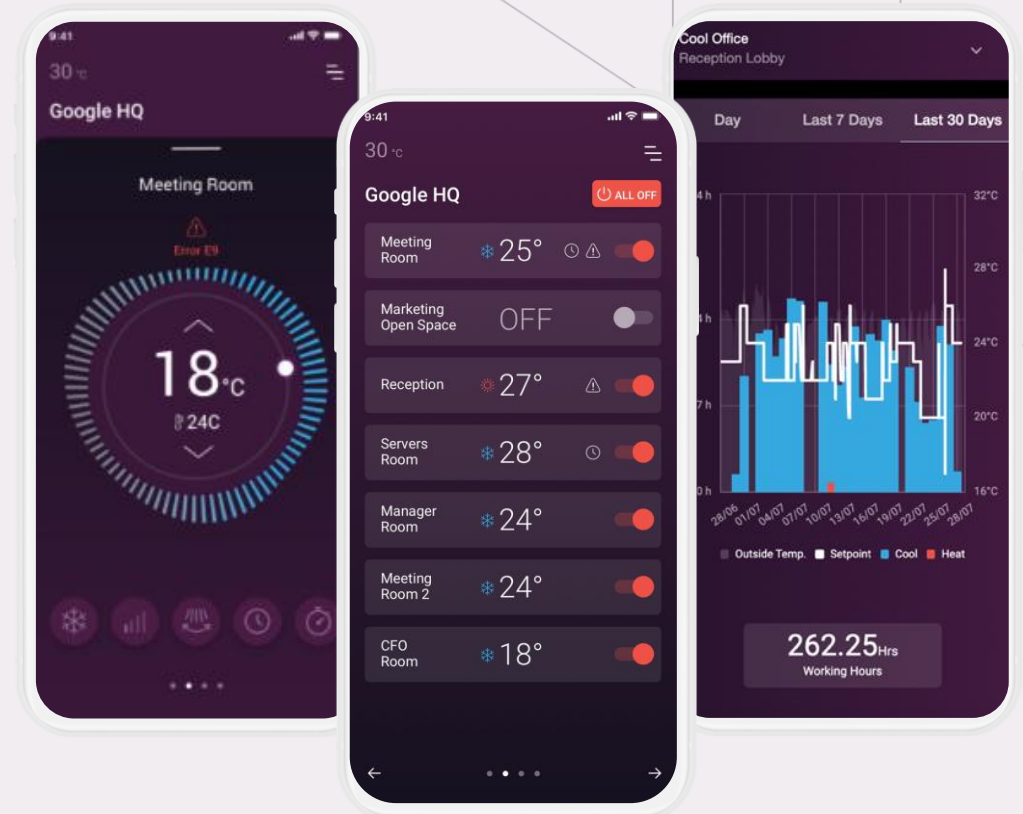 9:41
30 °C
Google HQ
Meeting Room
Error E9
18°C
24C
9:41
30 °C
Google HQ
ALL OFF
Meeting
Room
25°
Marketing
Open Space
OFF
Reception
27°
Servers
Room
28°
Manager
Room
24°
Meeting
Room 2
24°
CFO
Room
18°
Cool Office
Reception Lobby
Day
Last 7 Days
Last 30 Days
4 h
32°C
28°C
24°C
7 h
20°C
0 h
16°C
28/06
01/07
04/07
07/07
10/07
13/07
16/07
19/07
22/07
25/07
28/07
Outside Temp.
Setpoint
Cool
Heat
262.25Hrs
Working Hours